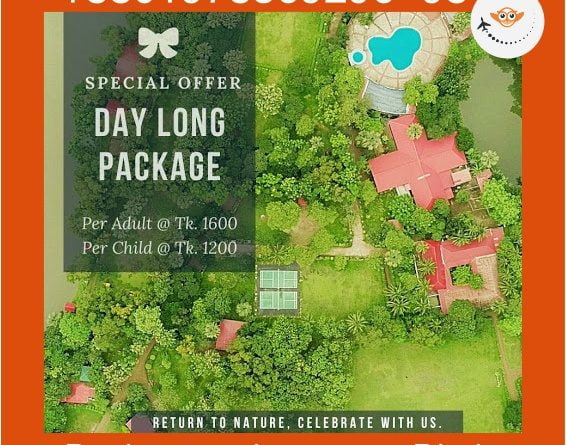 SPECIAL OFFER
DAY LONG
PACKAGE
Per Adult @ Tk. 1600
Per Child @ Tk. 1200
RETURN TO NATURE, CELEBRATE WITH US.